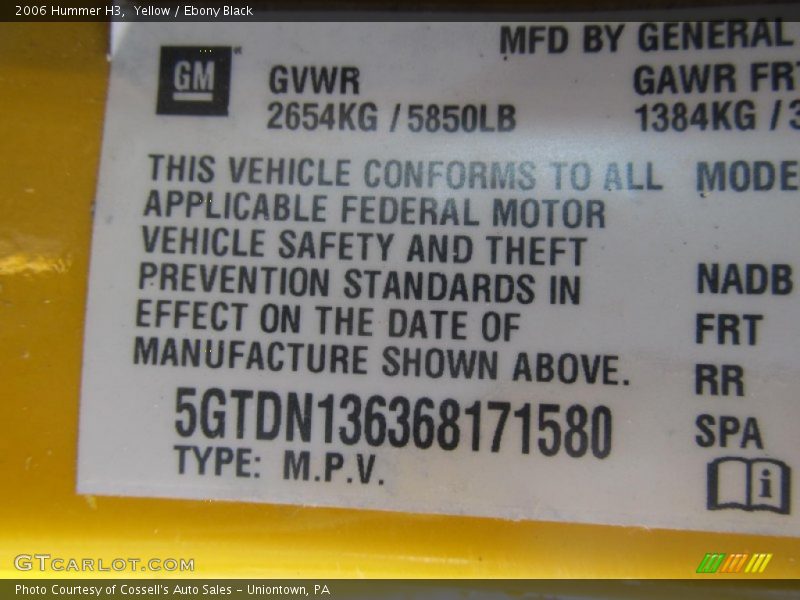 2006 Hummer H3,  Yellow / Ebony Black
MFD BY GENERAL
GM
GVWR GAWR FRT
2654KG / 5850LB 1384KG / 3
THIS VEHICLE CONFORMS TO ALL MODE
APPLICABLE FEDERAL MOTOR
VEHICLE SAFETY AND THEFT
PREVENTION STANDARDS IN NADB
EFFECT ON THE DATE OF FRT
MANUFACTURE SHOWN ABOVE. RR
5GTDN136368171580 SPA
TYPE: M.P.V.
i
GTCARLOT.COM
Photo Courtesy of Cossell's Auto Sales - Uniontown, PA